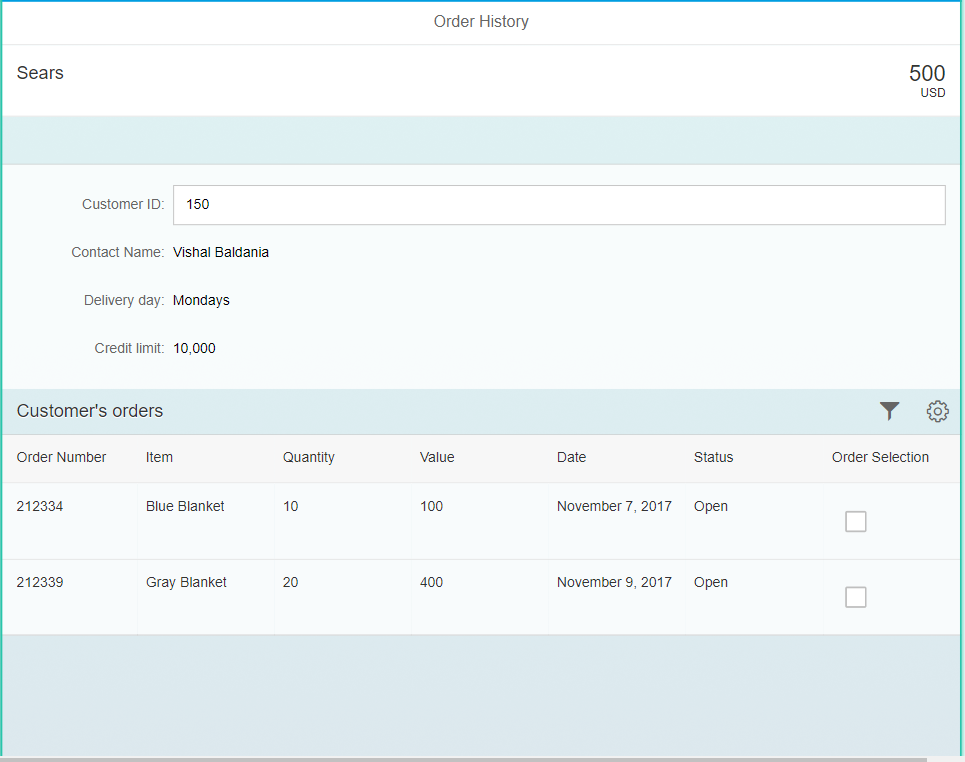 Order History
Sears 500
USD
Customer ID: 150
Contact Name: Vishal Baldania
Delivery day: Mondays
Credit limit: 10,000
Customer's orders
Order Number Item Quantity Value Date Status Order Selection
212334 Blue Blanket 10 100 November 7, 2017 Open
212339 Gray Blanket 20 400 November 9, 2017 Open